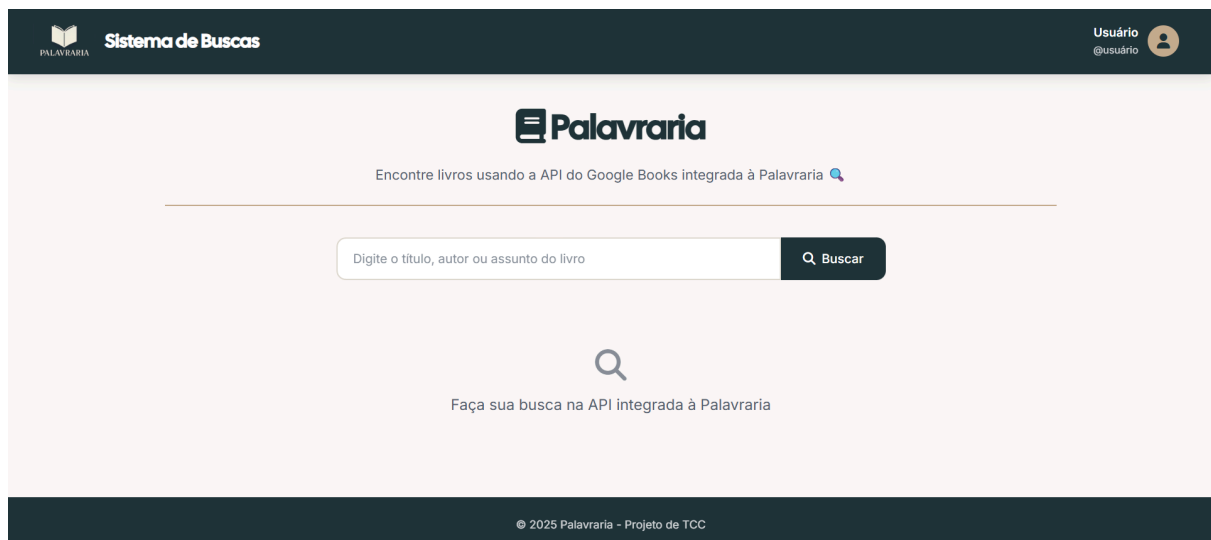 PALAVRARIA
Sistema de Buscas
Usuário
@usuário
Palavraria
Encontre livros usando a API do Google Books integrada à Palavraria 🔍
Digite o título, autor ou assunto do livro
Buscar
Faça sua busca na API integrada à Palavraria
© 2025 Palavraria - Projeto de TCC